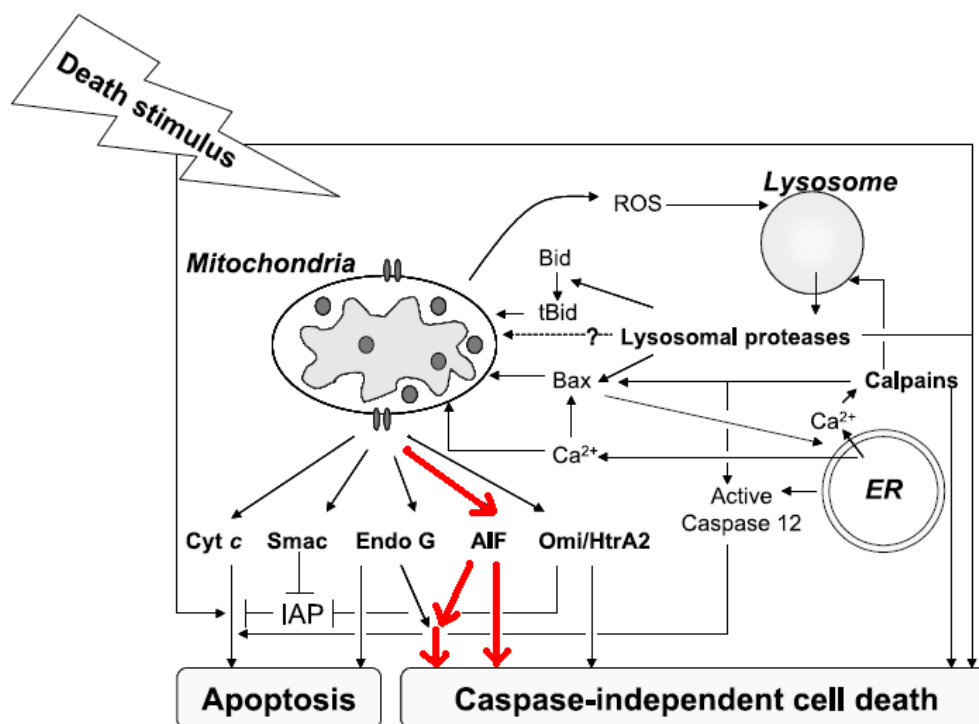 Death stimulus
Lysosome
ROS
Mitochondria
Bid
tBid
? Lysosomal proteases
Bax
Calpains
Ca2+
Ca2+
ER
Active
Caspase 12
Cyt c
Smac
Endo G
AIF
Omi/HtrA2
IAP
Apoptosis
Caspase-independent cell death